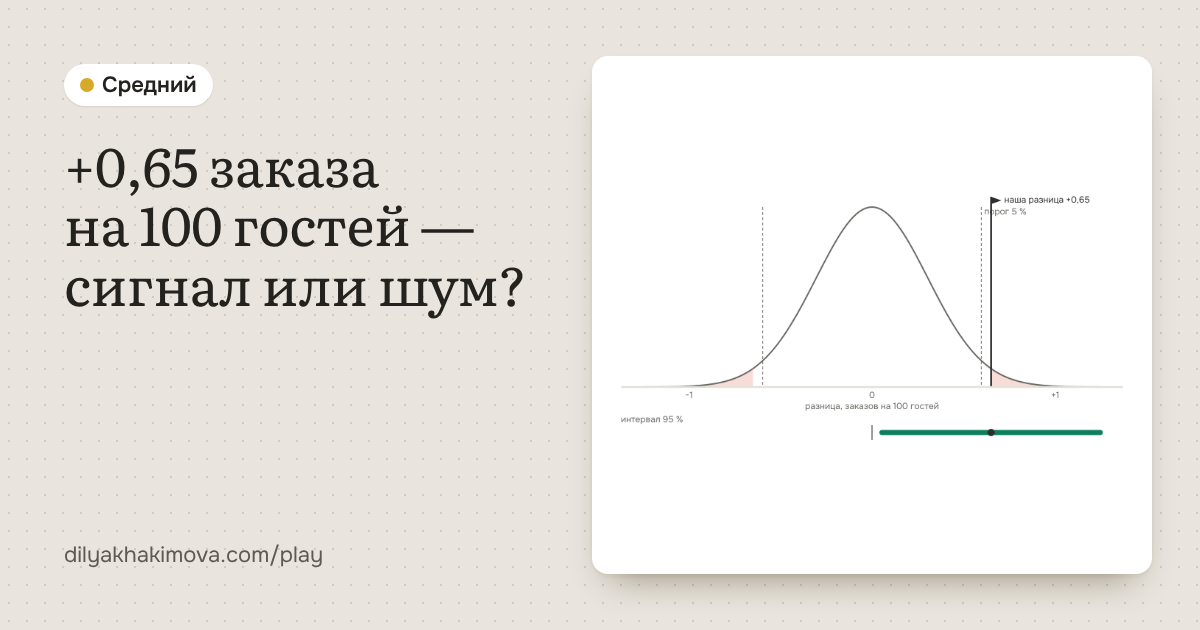 Средний
+0,65 заказа
на 100 гостей —
сигнал или шум?
dilyakhakimova.com/play
наша разница +0,65
порог 5 %
−1
0
+1
разница, заказов на 100 гостей
интервал 95 %